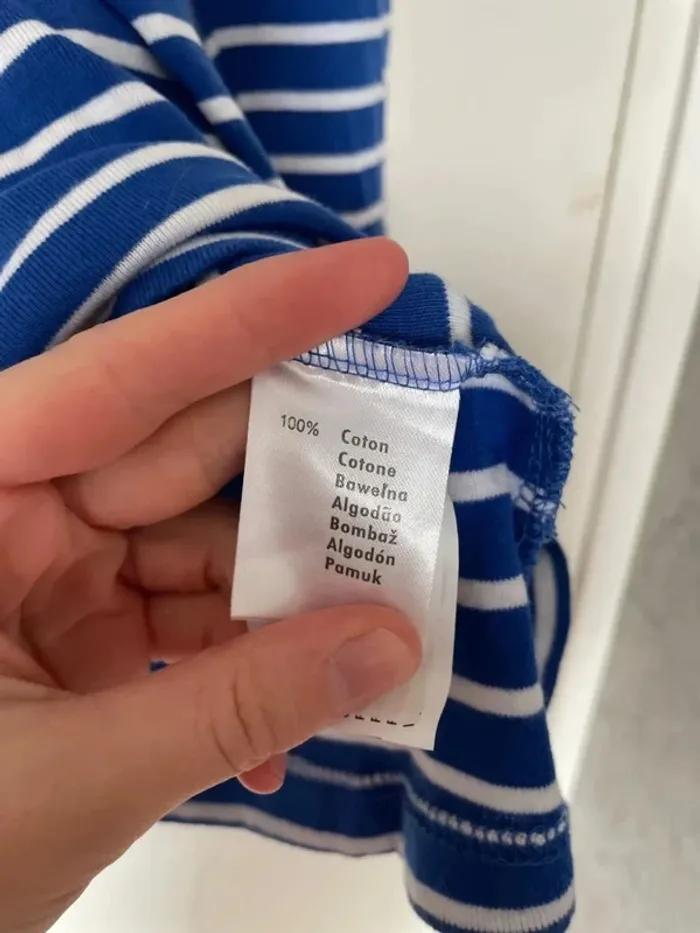 100% Coton
Cotone
Bawełna
Algodão
Bombaž
Algodón
Pamuk